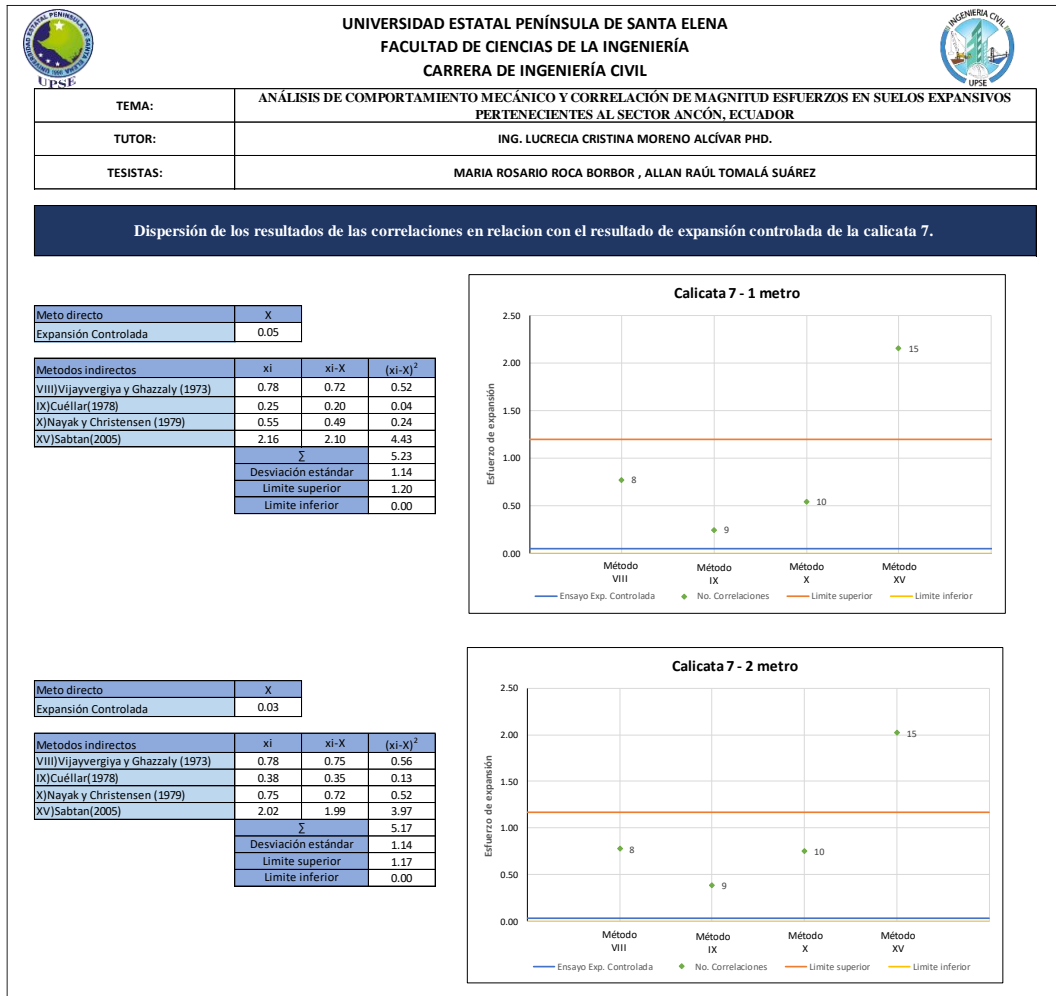 UNIVERSIDAD ESTATAL PENÍNSULA DE SANTA ELENA
FACULTAD DE CIENCIAS DE LA INGENIERÍA
CARRERA DE INGENIERÍA CIVIL
UNIVERSIDAD ESTATAL PENINSULA DE SANTA ELENA
UPSE
INGENIERÍA CIVIL
UPSE
TEMA: ANÁLISIS DE COMPORTAMIENTO MECÁNICO Y CORRELACIÓN DE MAGNITUD ESFUERZOS EN SUELOS EXPANSIVOS
PERTENECIENTES AL SECTOR ANCÓN, ECUADOR
TUTOR: ING. LUCRECIA CRISTINA MORENO ALCÍVAR PHD.
TESISTAS: MARIA ROSARIO ROCA BORBOR , ALLAN RAÚL TOMALÁ SUÁREZ
Dispersión de los resultados de las correlaciones en relacion con el resultado de expansión controlada de la calicata 7.
Meto directo X
Expansión Controlada 0.05
Metodos indirectos xi xi-X (xi-X)²
VIII)Vijayvergiya y Ghazzaly (1973) 0.78 0.72 0.52
IX)Cuéllar(1978) 0.25 0.20 0.04
X)Nayak y Christensen (1979) 0.55 0.49 0.24
XV)Sabtan(2005) 2.16 2.10 4.43
∑ 5.23
Desviación estándar 1.14
Limite superior 1.20
Limite inferior 0.00
Calicata 7 - 1 metro
Esfuerzo de expansión
2.50
2.00
1.50
1.00
0.50
0.00
8
9
10
15
Método VIII
Método IX
Método X
Método XV
Ensayo Exp. Controlada No. Correlaciones Limite superior Limite inferior
Meto directo X
Expansión Controlada 0.03
Metodos indirectos xi xi-X (xi-X)²
VIII)Vijayvergiya y Ghazzaly (1973) 0.78 0.75 0.56
IX)Cuéllar(1978) 0.38 0.35 0.13
X)Nayak y Christensen (1979) 0.75 0.72 0.52
XV)Sabtan(2005) 2.02 1.99 3.97
∑ 5.17
Desviación estándar 1.14
Limite superior 1.17
Limite inferior 0.00
Calicata 7 - 2 metro
Esfuerzo de expansión
2.50
2.00
1.50
1.00
0.50
0.00
8
9
10
15
Método VIII
Método IX
Método X
Método XV
Ensayo Exp. Controlada No. Correlaciones Limite superior Limite inferior